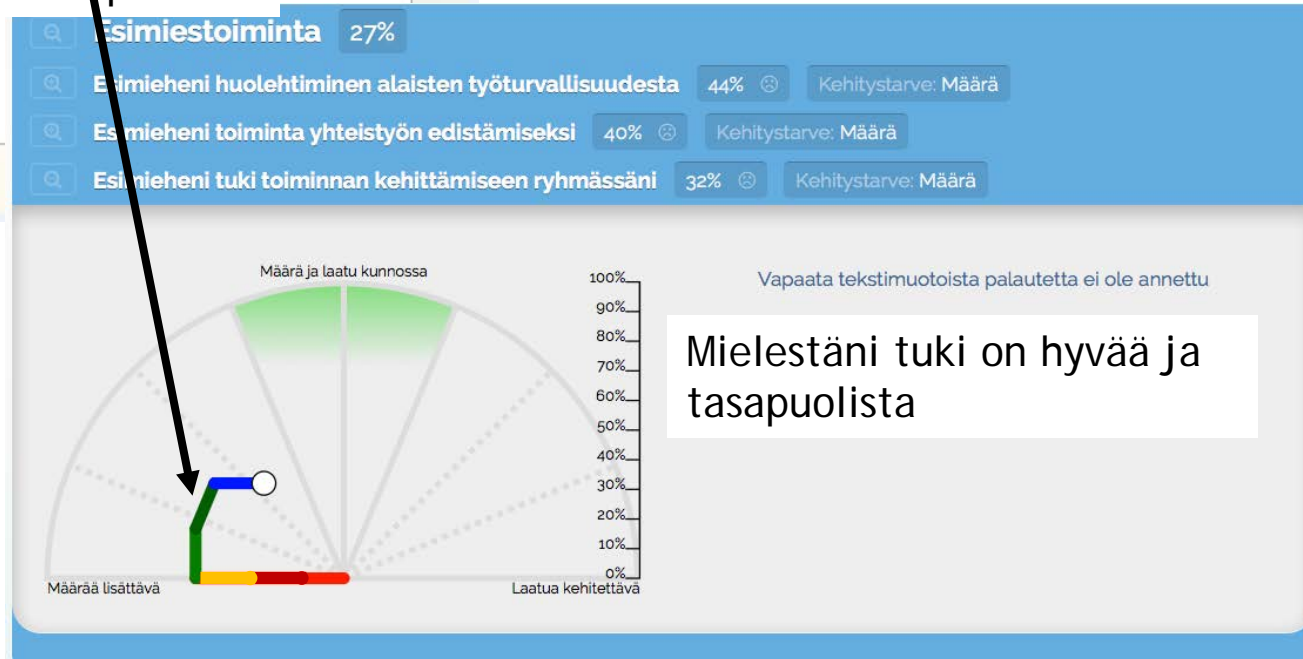 Esimiestoiminta 27%
Esimieheni huolehtiminen alaisten työturvallisuudesta 44% Kehitystarve: Määrä
Esimieheni toiminta yhteistyön edistämiseksi 40% Kehitystarve: Määrä
Esimieheni tuki toiminnan kehittämiseen ryhmässäni 32% Kehitystarve: Määrä
Määrä ja laatu kunnossa
100%
90%
80%
70%
60%
50%
40%
30%
20%
10%
0%
Määrää lisättävä
Laatua kehitettävä
Vapaata tekstimuotoista palautetta ei ole annettu
Mielestäni tuki on hyvää ja
tasapuolista